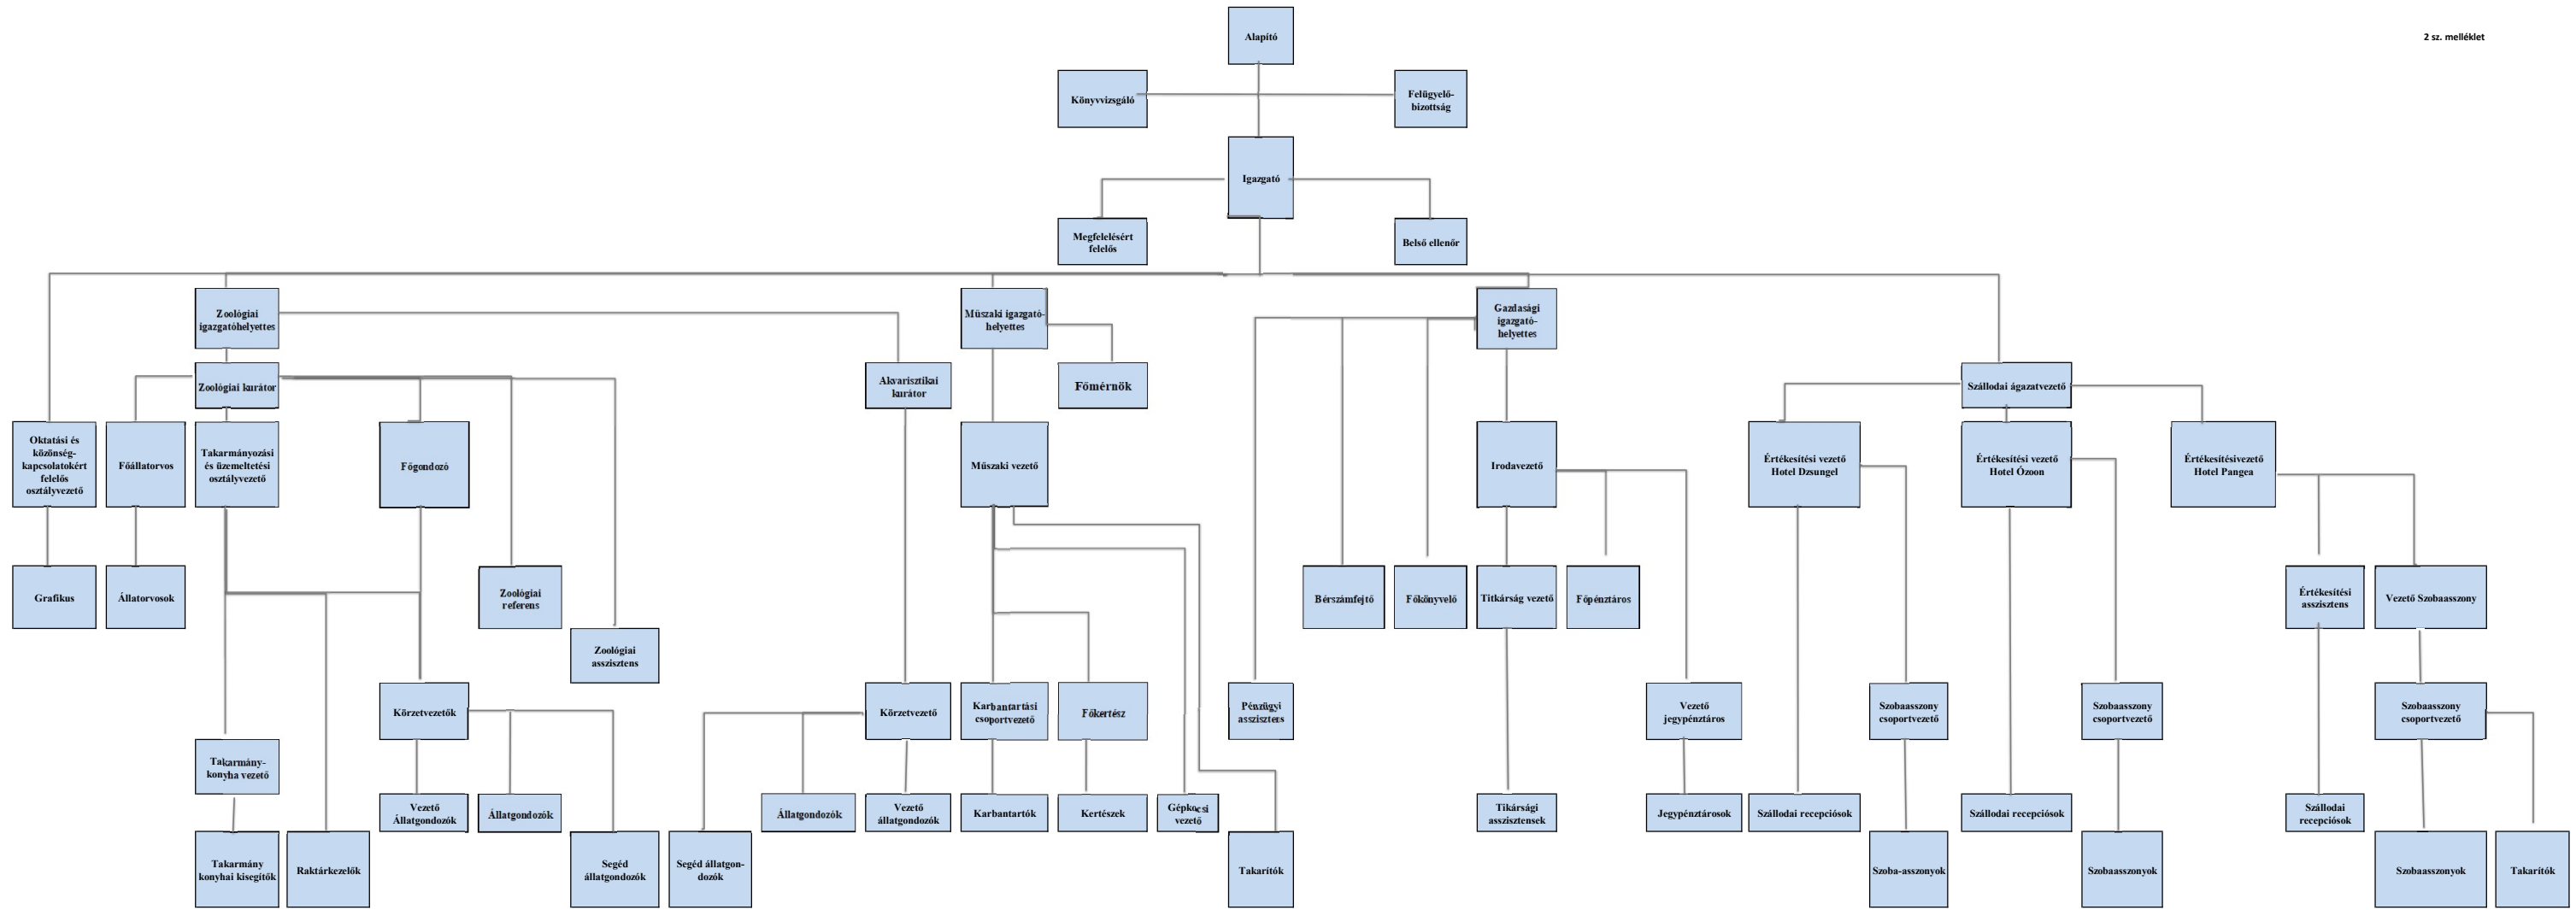 Alapító
2 sz. melléklet
Könyvvizsgáló
Felügyelő-
bizottság
Igazgató
Megfelelésért
felelős
Belső ellenőr
Zoológiai
igazgatóhelyettes
Műszaki igazgató-
helyettes
Gazdasági
igazgató-
helyettes
Zoológiai kurátor
Akvarisztikai
kurátor
Főmérnök
Szállodai ágazatvezető
Oktatási és
közönség-
kapcsolatokért
felelős
osztályvezető
Főállatorvos
Takarmányozási
és üzemeltetési
osztályvezető
Főgondozó
Műszaki vezető
Irodavezető
Értékesítési vezető
Hotel Dzsungel
Értékesítési vezető
Hotel Ózoon
Értékesítésivezető
Hotel Pangea
Grafikus
Állatorvosok
Zoológiai
referens
Bérszámfejtő
Főkönyvelő
Titkárság vezető
Főpénztáros
Értékesítési
asszisztens
Vezető Szobaasszony
Zoológiai
asszisztens
Körzetvezetők
Körzetvezető
Karbantartási
csoportvezető
Főkertész
Pénzügyi
asszisztens
Vezető
jegypénztáros
Szobaasszony
csoportvezető
Szobaasszony
csoportvezető
Szobaasszony
csoportvezető
Takarmány-
konyha vezető
Vezető
Állatgondozók
Állatgondozók
Állatgondozók
Vezető
állatgondozók
Karbantartók
Kertészek
Gépkocsi
vezető
Tikársági
asszisztensek
Jegypénztárosok
Szállodai recepciósok
Szállodai recepciósok
Szállodai
recepciósok
Takarmány
konyhai kisegítők
Raktárkezelők
Segéd
állatgondozók
Segéd állatgon-
dozók
Takarítók
Szoba-asszonyok
Szobaasszonyok
Szobaasszonyok
Takarítók